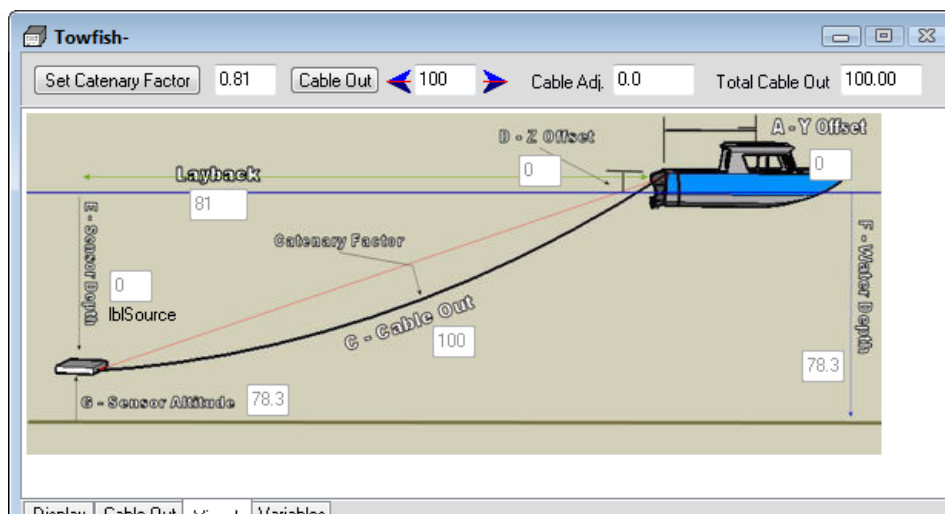 Towfish-
Set Catenary Factor 0.81 Cable Out 100 Cable Adj. 0.0 Total Cable Out 100.00
D - Z Offset A - Y Offset
0 0
Layback
81
E - Sensor Depth
Catenary Factor
F - Water Depth
0
lblSource
C - Cable Out
100
78.3
G - Sensor Altitude 78.3
Display Cable Out Variables